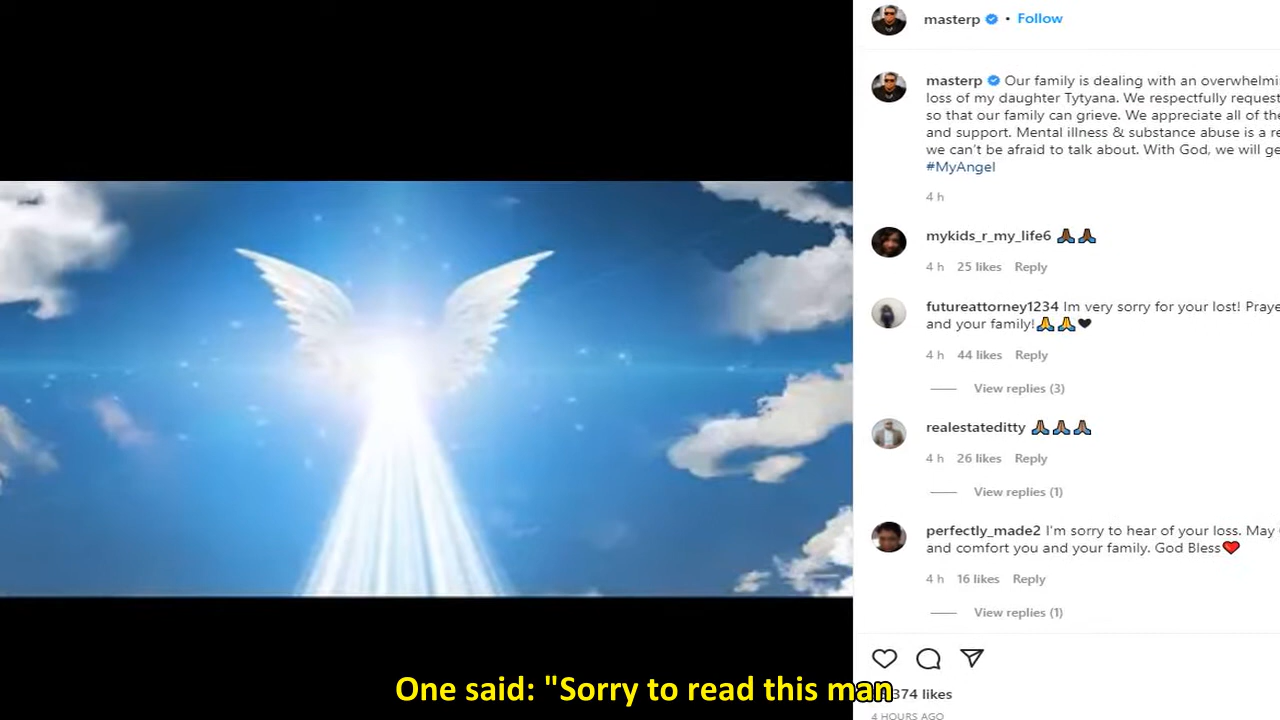 masterp • Follow
masterp Our family is dealing with an overwhelmi
loss of my daughter Tytyana. We respectfully request
so that our family can grieve. We appreciate all of the
and support. Mental illness & substance abuse is a re
we can't be afraid to talk about. With God, we will ge
#MyAngel
4 h
mykids_r_my_life6 🙏🏾🙏🏾
4 h 25 likes Reply
futureattorney1234 Im very sorry for your lost! Praye
and your family!🙏🙏🖤
4 h 44 likes Reply
View replies (3)
realestateditty 🙏🏽🙏🏽🙏🏽
4 h 26 likes Reply
View replies (1)
perfectly_made2 I'm sorry to hear of your loss. May
and comfort you and your family. God Bless❤️
4 h 16 likes Reply
View replies (1)
One said: "Sorry to read this man
374 likes
4 HOURS AGO